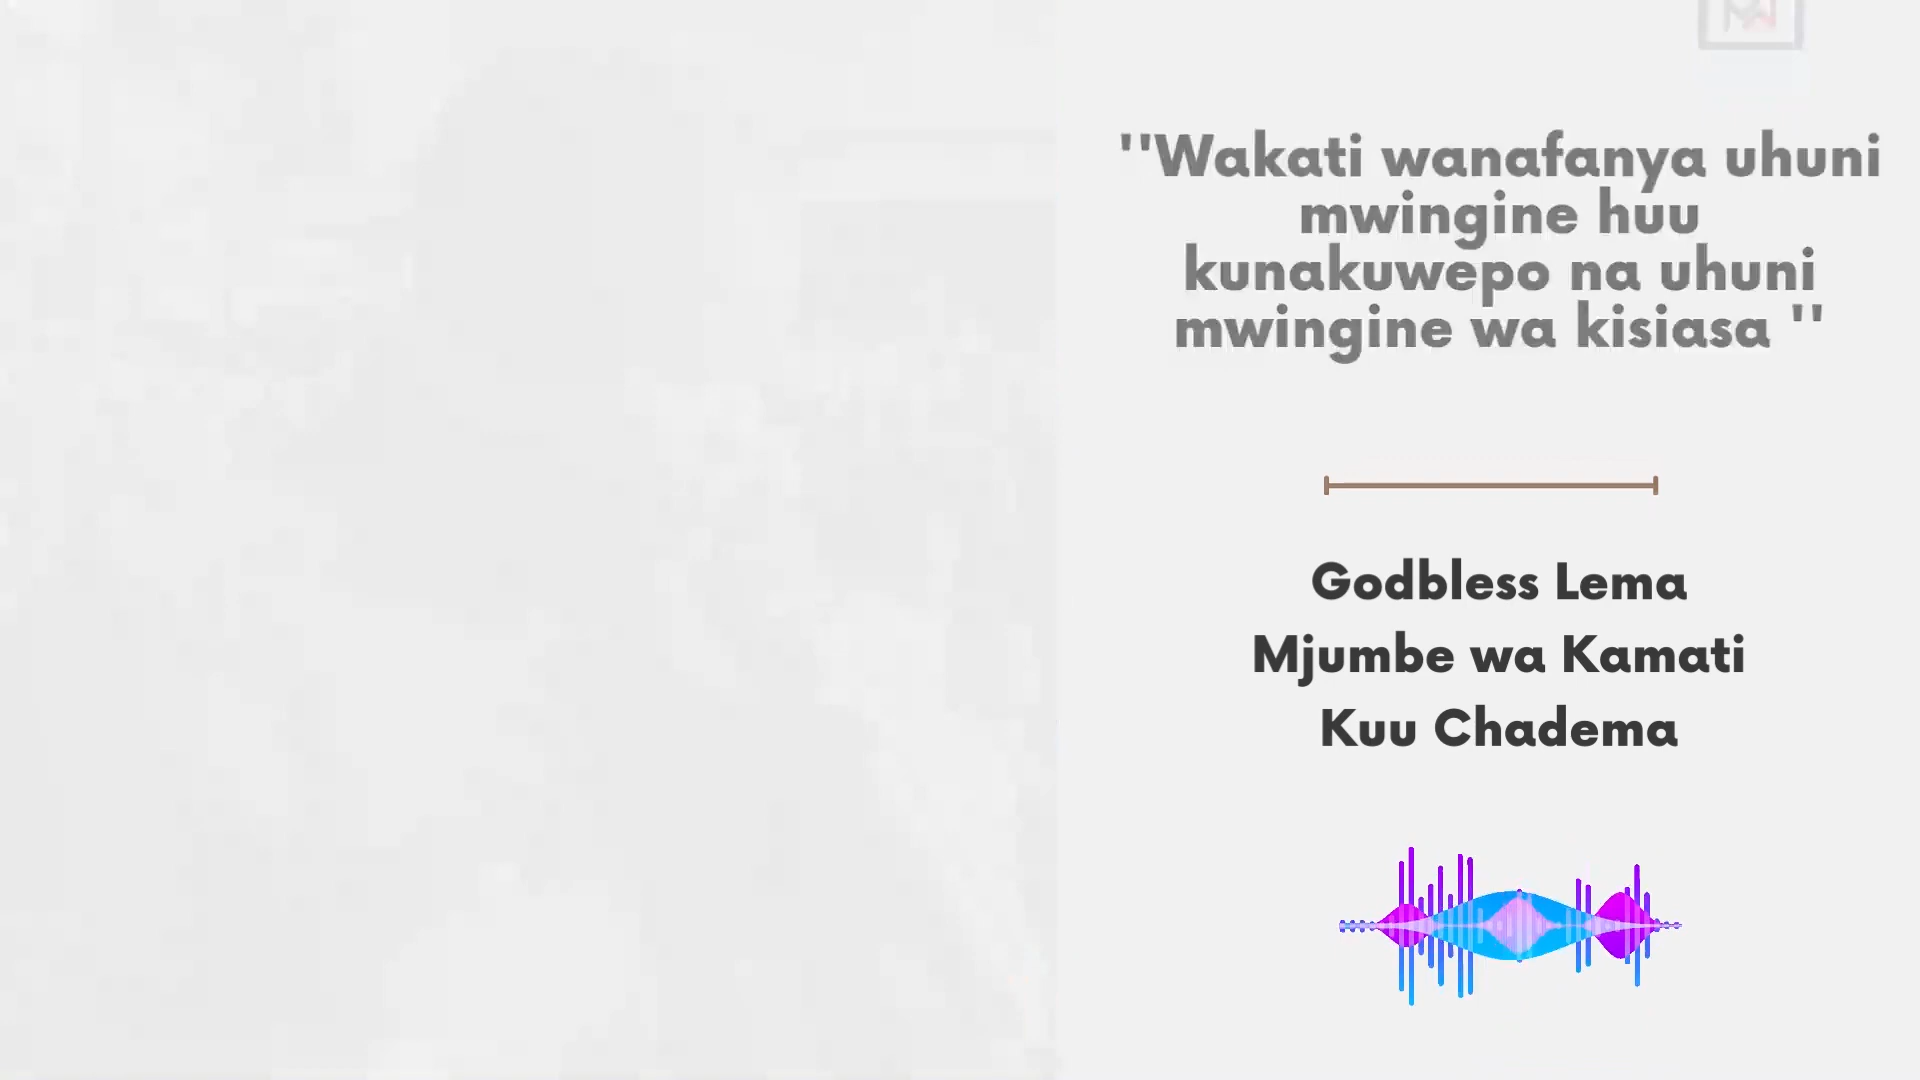 ''Wakati wanafanya uhuni
mwingine huu
kunakuwepo na uhuni
mwingine wa kisiasa ''
Godbless Lema
Mjumbe wa Kamati
Kuu Chadema